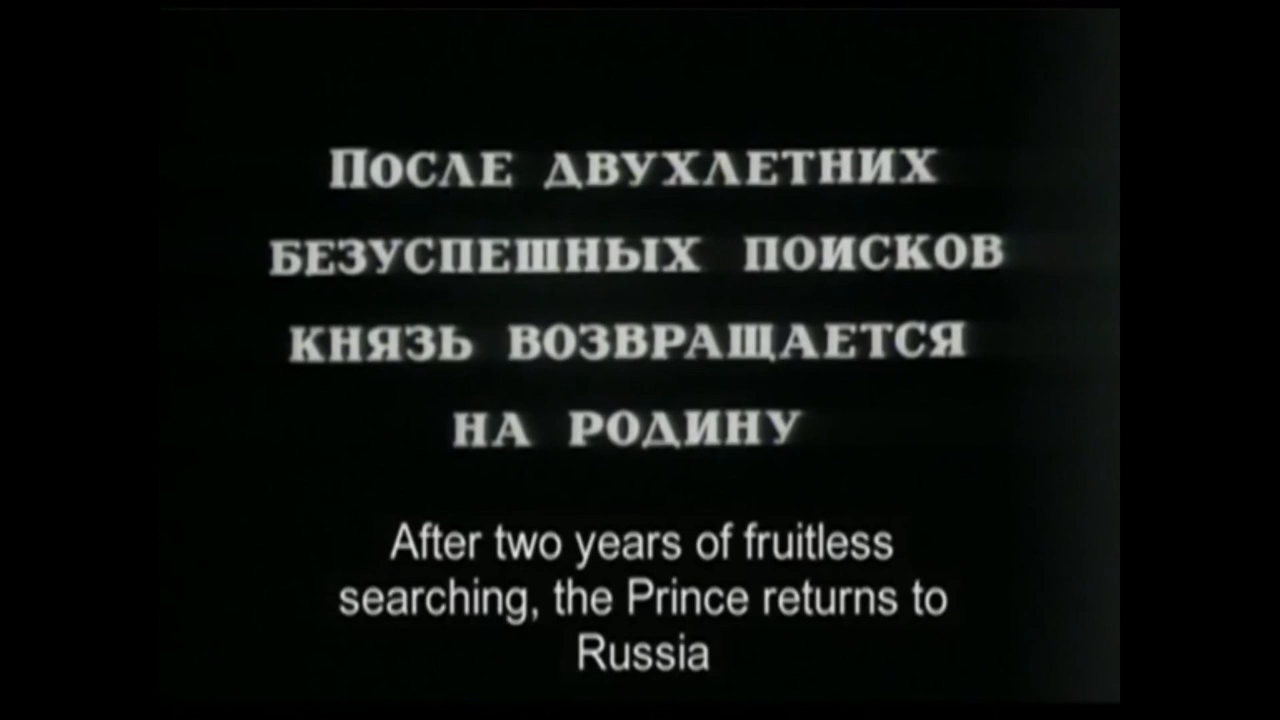 После двухлетних
безуспешных поисков
князь возвращается
на родину
After two years of fruitless
searching, the Prince returns to
Russia